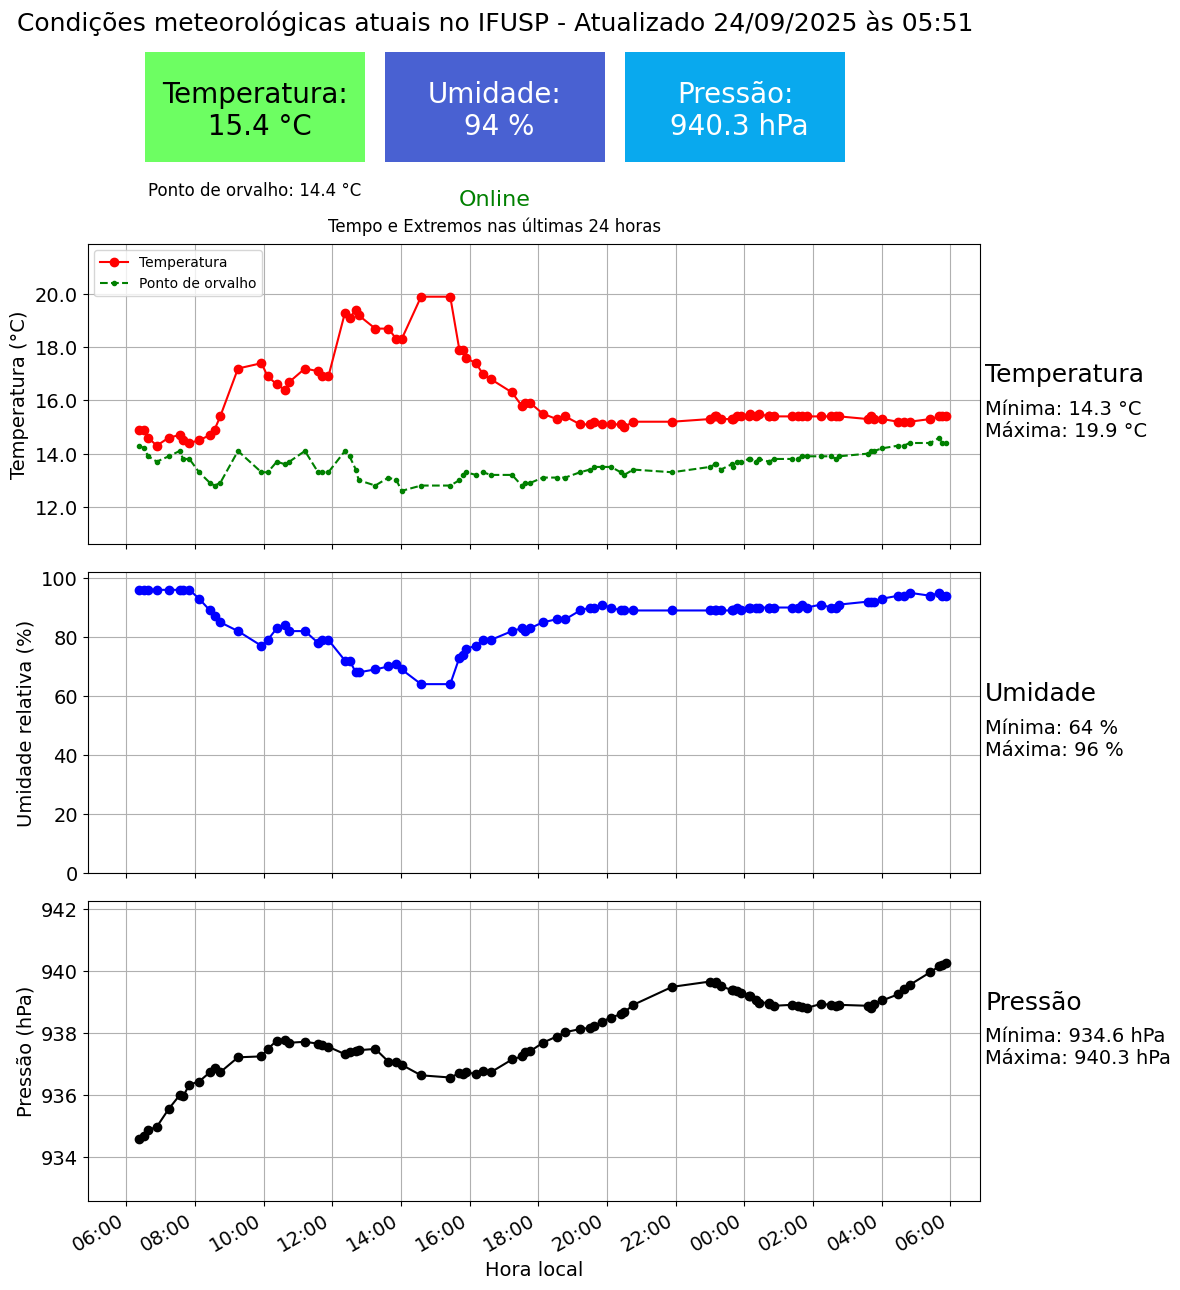 Condições meteorológicas atuais no IFUSP - Atualizado 24/09/2025 às 05:51
Temperatura:
15.4 °C
Umidade:
94 %
Pressão:
940.3 hPa
Ponto de orvalho: 14.4 °C
Online
Tempo e Extremos nas últimas 24 horas
Temperatura
Ponto de orvalho
Temperatura (°C)
20.0
18.0
16.0
14.0
12.0
Temperatura
Mínima: 14.3 °C
Máxima: 19.9 °C
Umidade relativa (%)
100
80
60
40
20
0
Umidade
Mínima: 64 %
Máxima: 96 %
Pressão (hPa)
942
940
938
936
934
Pressão
Mínima: 934.6 hPa
Máxima: 940.3 hPa
06:00 08:00 10:00 12:00 14:00 16:00 18:00 20:00 22:00 00:00 02:00 04:00 06:00
Hora local